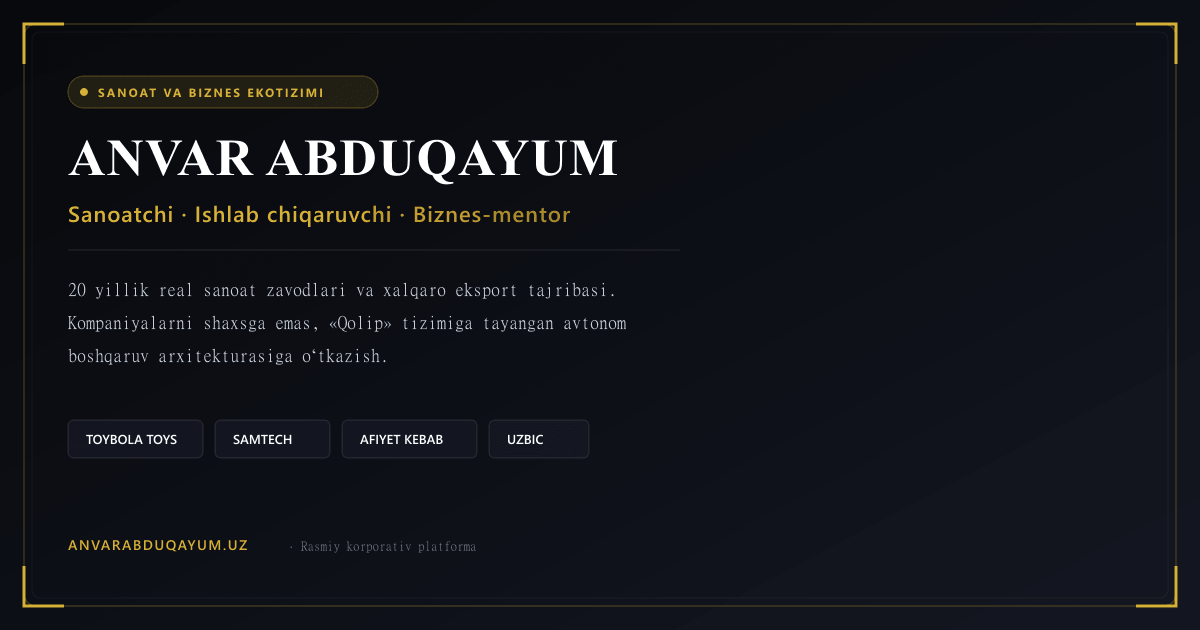 SANOAT VA BIZNES EKOTIZIMI
ANVAR ABDUQAYUM
Sanoatchi · Ishlab chiqaruvchi · Biznes-mentor
20 yillik real sanoat zavodlari va xalqaro eksport tajribasi.
Kompaniyalarni shaxsga emas, «Qolip» tizimiga tayangan avtonom
boshqaruv arxitekturasiga oʻtkazish.
TOYBOLA TOYS SAMTECH AFIYET KEBAB UZBIC
ANVARABDUQAYUM.UZ · Rasmiy korporativ platforma